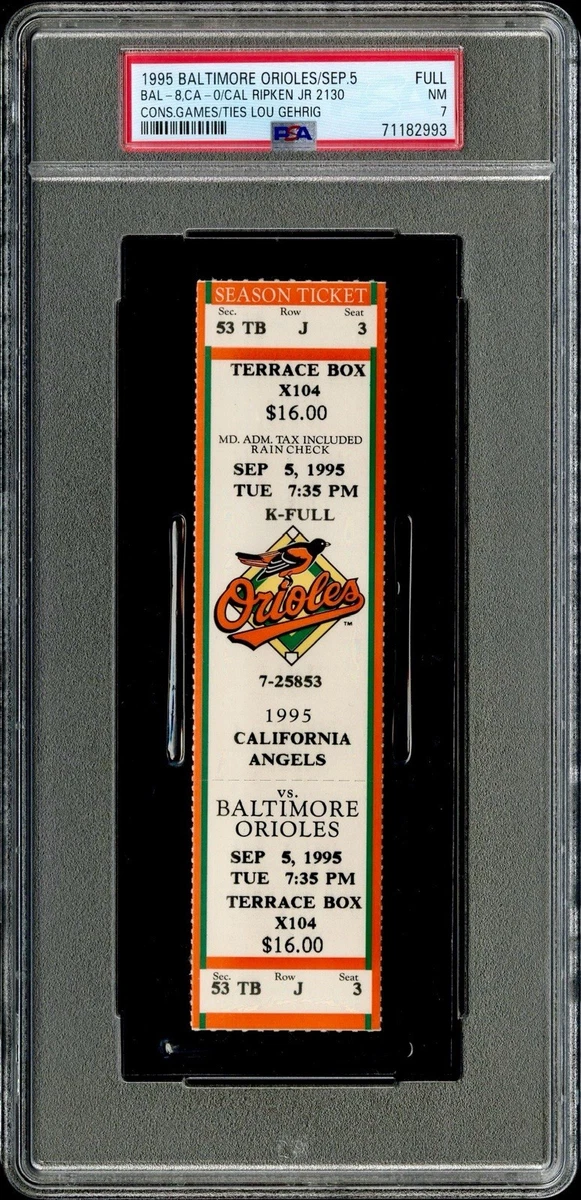 1995 BALTIMORE ORIOLES/SEP.5 FULL
BAL-8,CA-0/CAL RIPKEN JR 2130 NM
CONS.GAMES/TIES LOU GEHRIG 7
PSA 71182993
SEASON TICKET
Sec. Row Seat
53 TB J 3
TERRACE BOX
X104
$16.00
MD. ADM. TAX INCLUDED
RAIN CHECK
SEP 5, 1995
TUE 7:35 PM
K-FULL
Orioles TM
7-25853
1995
CALIFORNIA
ANGELS
vs.
BALTIMORE
ORIOLES
SEP 5, 1995
TUE 7:35 PM
TERRACE BOX
X104
$16.00
Sec. Row Seat
53 TB J 3